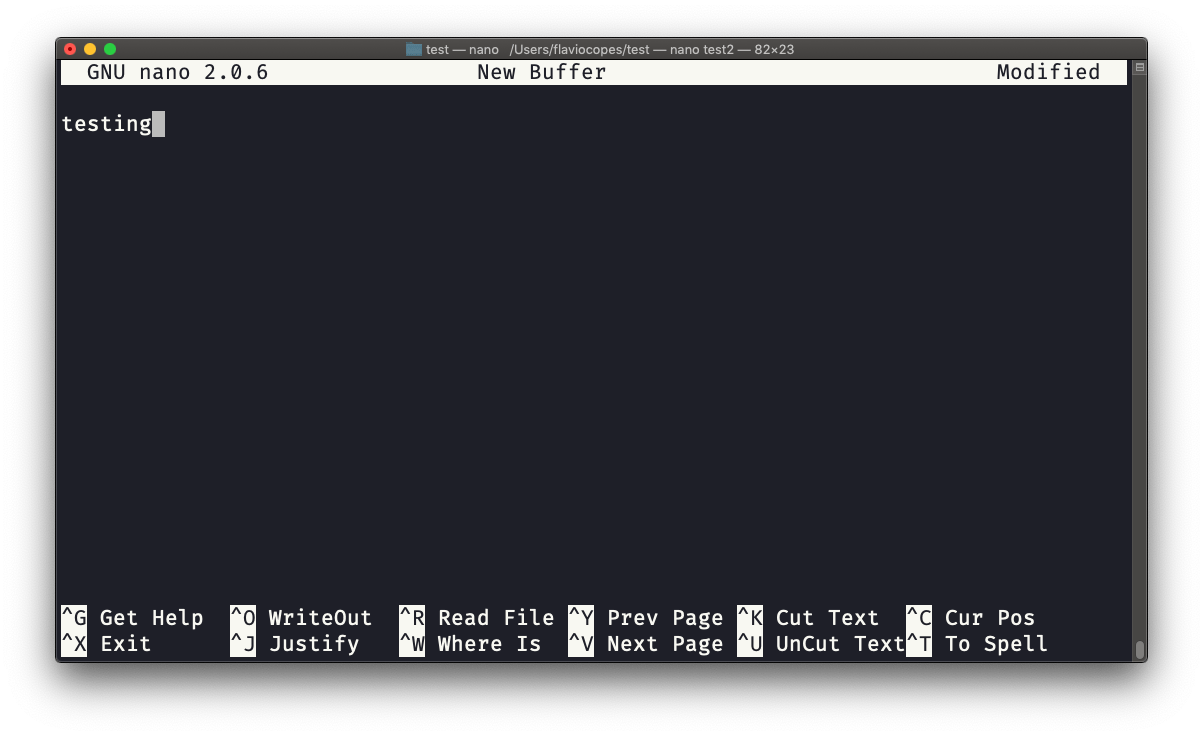 test — nano /Users/flaviocopes/test — nano test2 — 82×23
GNU nano 2.0.6 New Buffer Modified
testing
^G Get Help ^O WriteOut ^R Read File ^Y Prev Page ^K Cut Text ^C Cur Pos
^X Exit ^J Justify ^W Where Is ^V Next Page ^U UnCut Text ^T To Spell